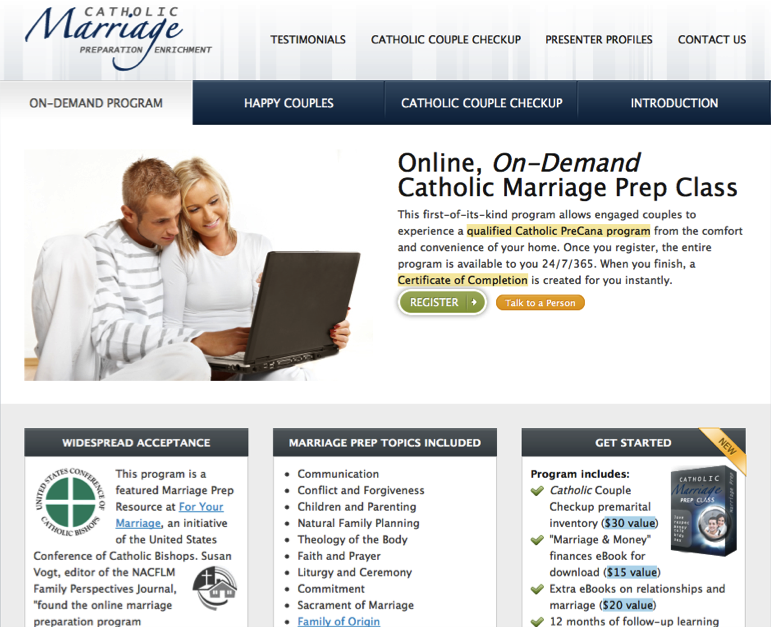 CATHOLIC
Marriage
PREPARATION ENRICHMENT
TESTIMONIALS
CATHOLIC COUPLE CHECKUP
PRESENTER PROFILES
CONTACT US
ON-DEMAND PROGRAM
HAPPY COUPLES
CATHOLIC COUPLE CHECKUP
INTRODUCTION
Online, On-Demand
Catholic Marriage Prep Class
This first-of-its-kind program allows engaged couples to
experience a qualified Catholic PreCana program from the comfort
and convenience of your home. Once you register, the entire
program is available to you 24/7/365. When you finish, a
Certificate of Completion is created for you instantly.
REGISTER
Talk to a Person
WIDESPREAD ACCEPTANCE
UNITED STATES CONFERENCE OF CATHOLIC BISHOPS
This program is a
featured Marriage Prep
Resource at For Your
Marriage, an initiative
of the United States
Conference of Catholic Bishops. Susan
Vogt, editor of the NACFLM
Family Perspectives Journal,
"found the online marriage
preparation program
MARRIAGE PREP TOPICS INCLUDED
• Communication
• Conflict and Forgiveness
• Children and Parenting
• Natural Family Planning
• Theology of the Body
• Faith and Prayer
• Liturgy and Ceremony
• Commitment
• Sacrament of Marriage
• Family of Origin
GET STARTED
NEW
Program includes:
Catholic Couple
Checkup premarital
inventory ($30 value)
"Marriage & Money"
finances eBook for
download ($15 value)
Extra eBooks on relationships and
marriage ($20 value)
12 months of follow-up learning
CATHOLIC
Marriage
PREP CLASS